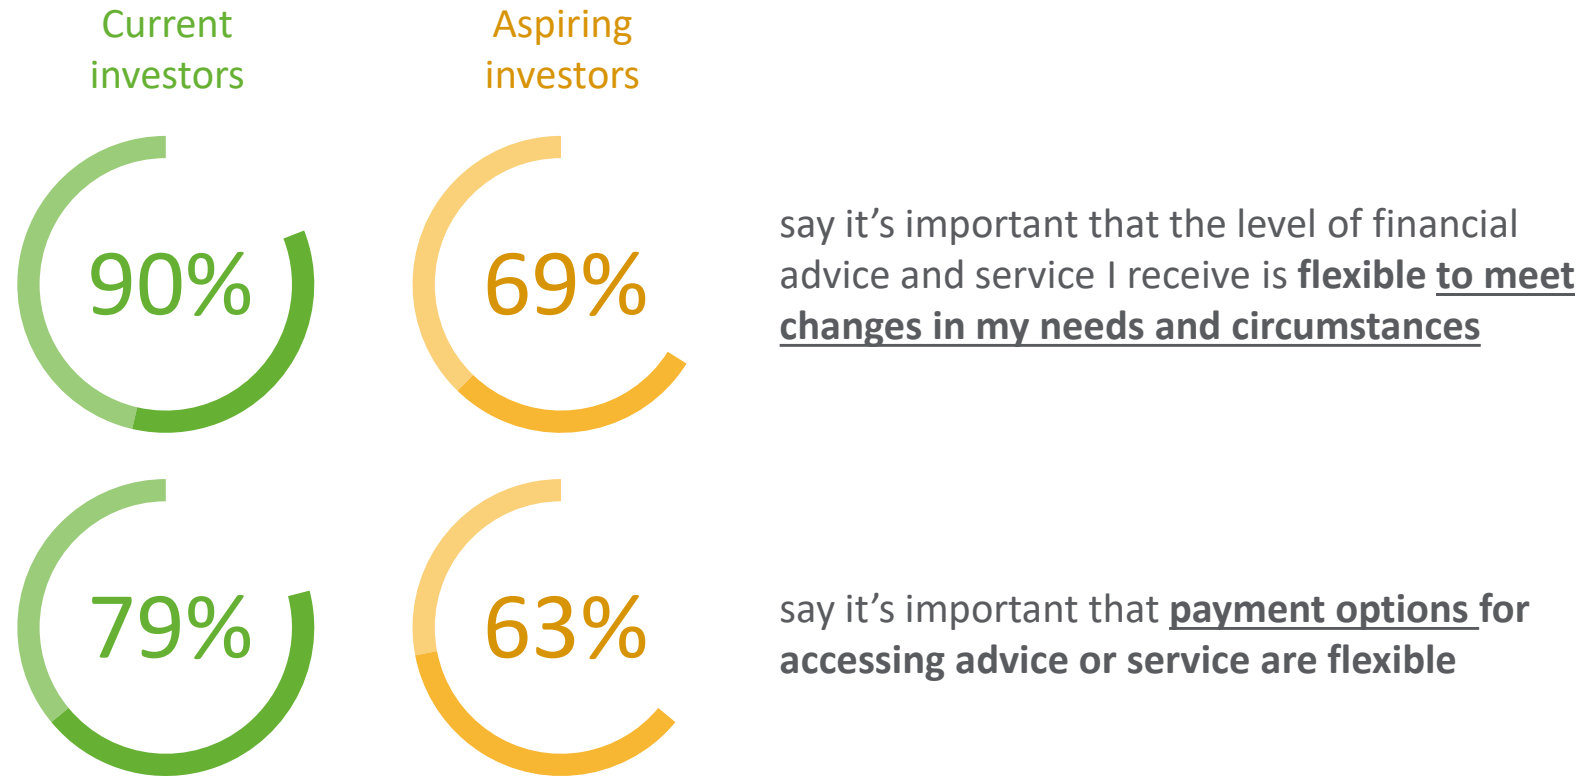 Current
investors
Aspiring
investors
90%
69%
say it’s important that the level of financial
advice and service I receive is flexible to meet
changes in my needs and circumstances
79%
63%
say it’s important that payment options for
accessing advice or service are flexible